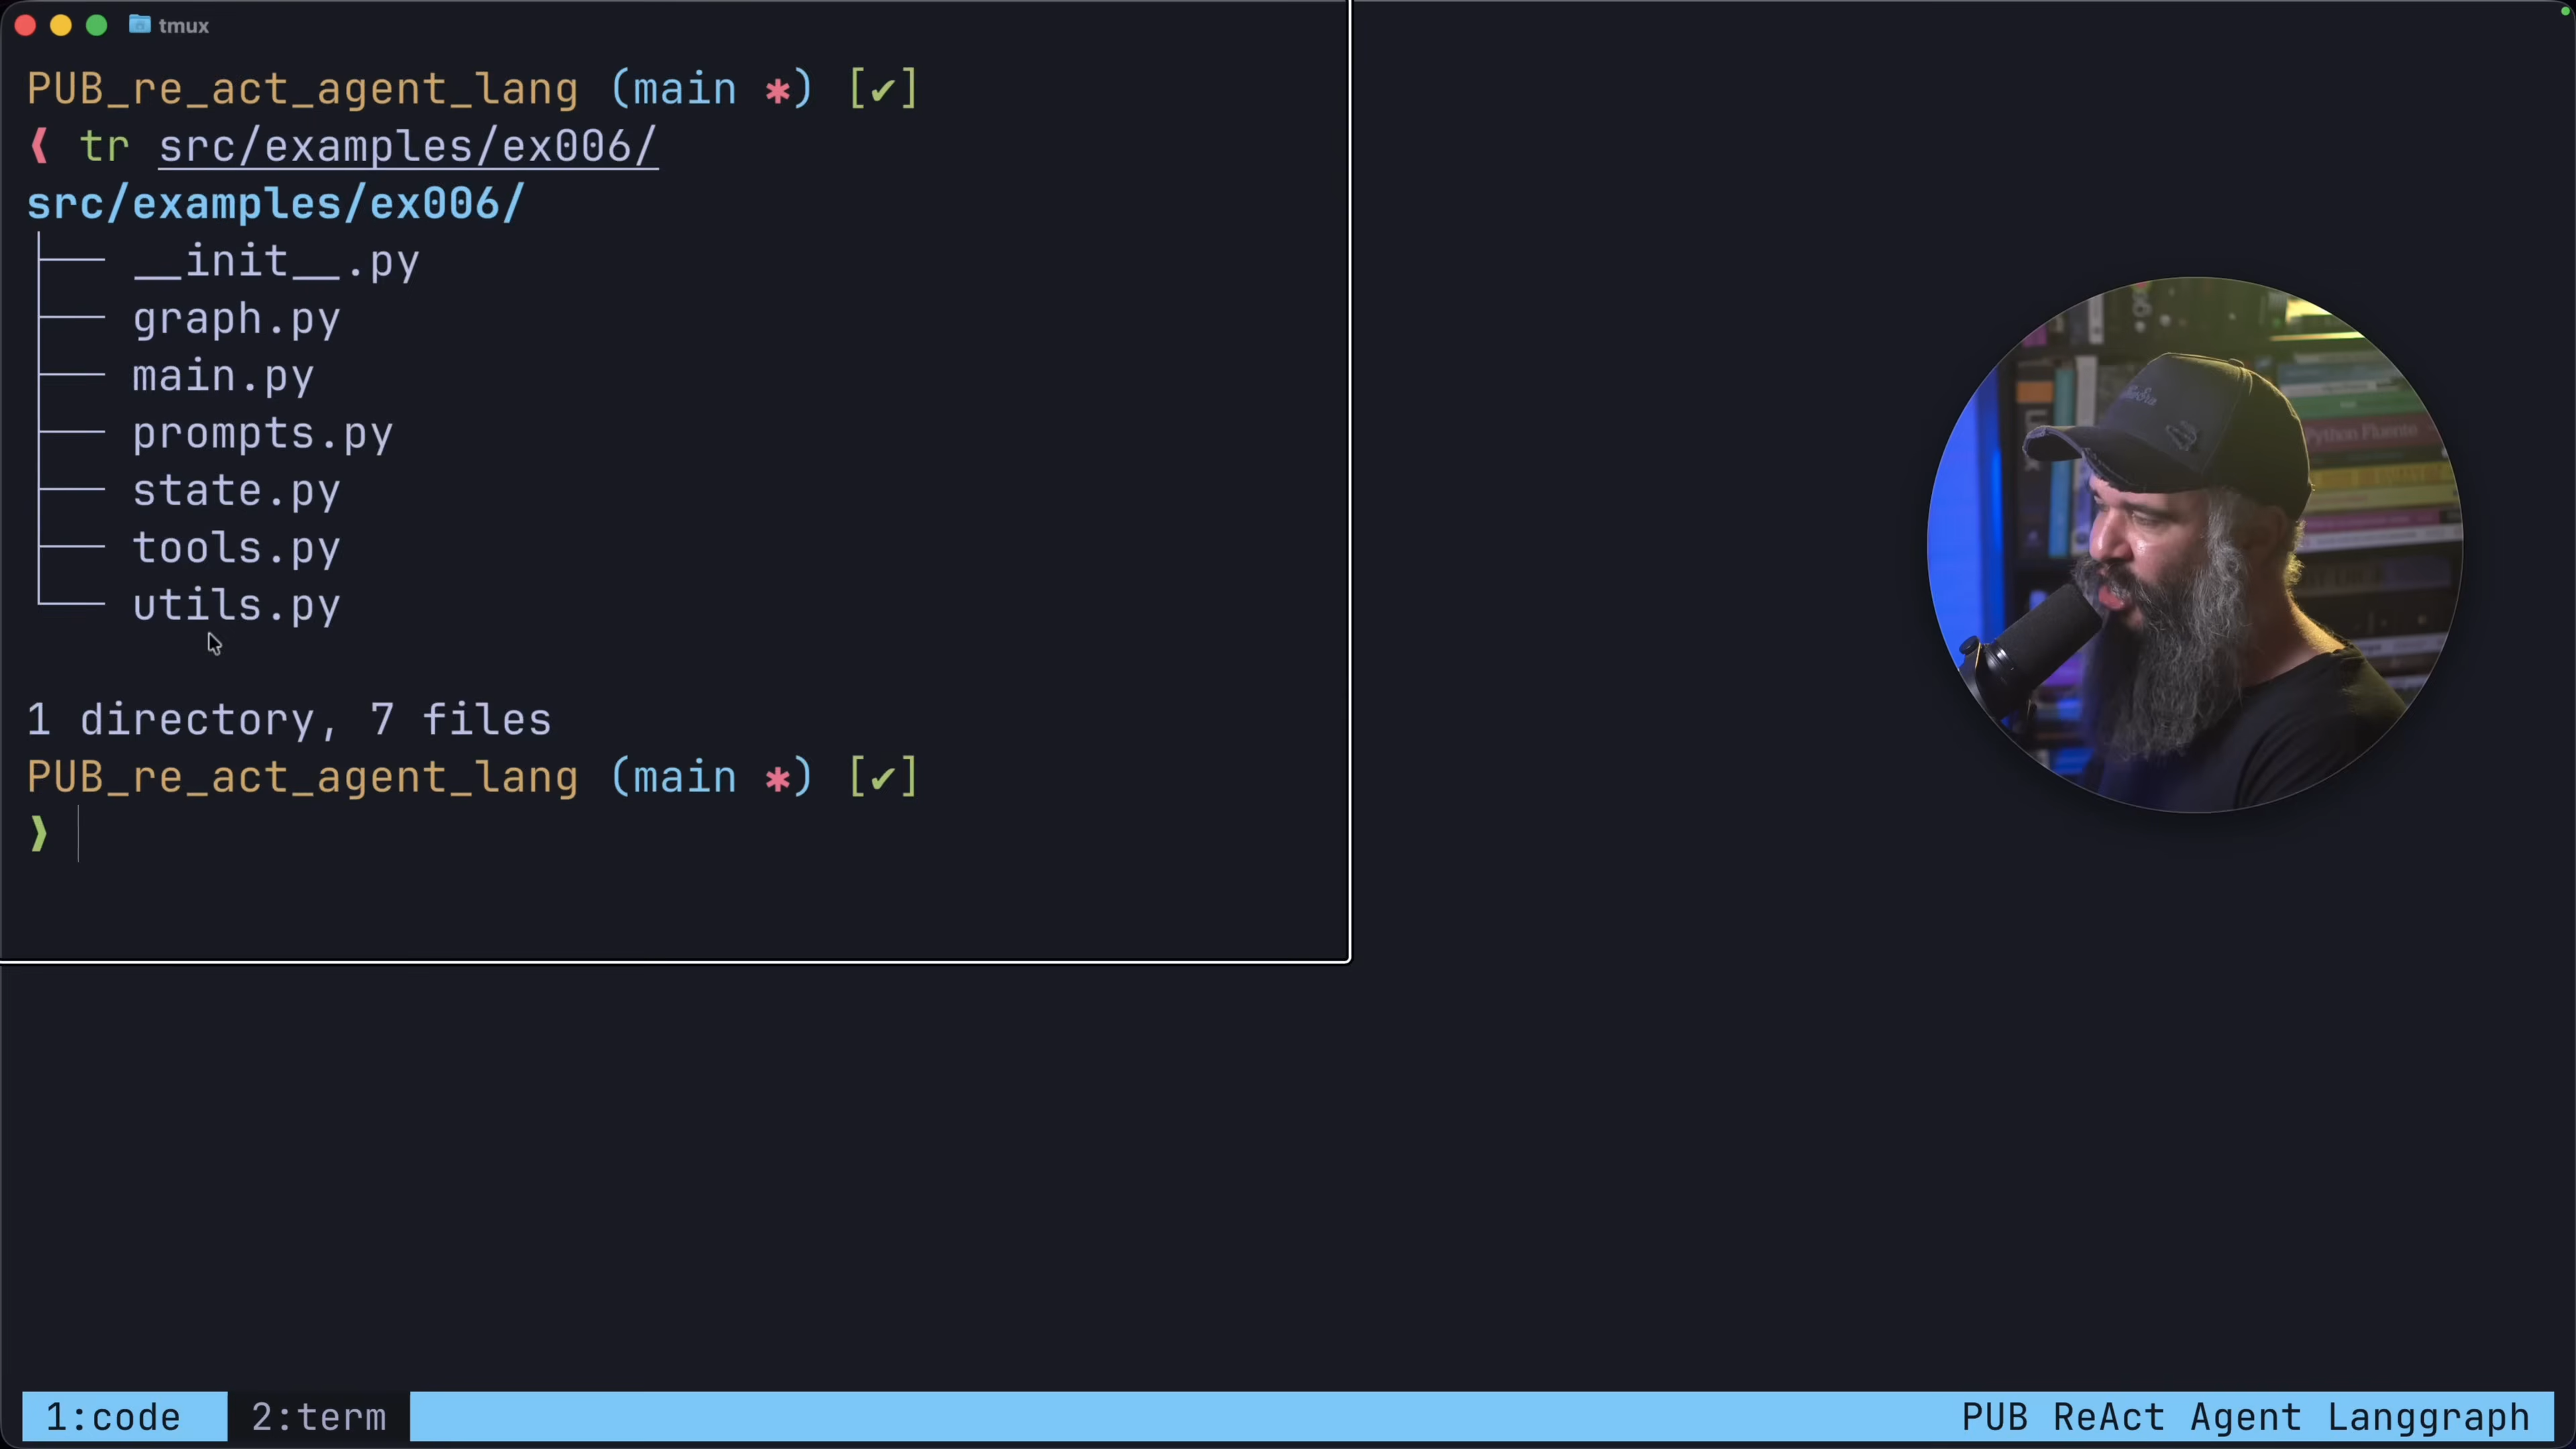 tmux
PUB_re_act_agent_lang (main *) [✔]
❰ tr src/examples/ex006/
src/examples/ex006/
├── __init__.py
├── graph.py
├── main.py
├── prompts.py
├── state.py
├── tools.py
└── utils.py
1 directory, 7 files
PUB_re_act_agent_lang (main *) [✔]
❱
Python Fluente
1:code 2:term PUB ReAct Agent Langgraph